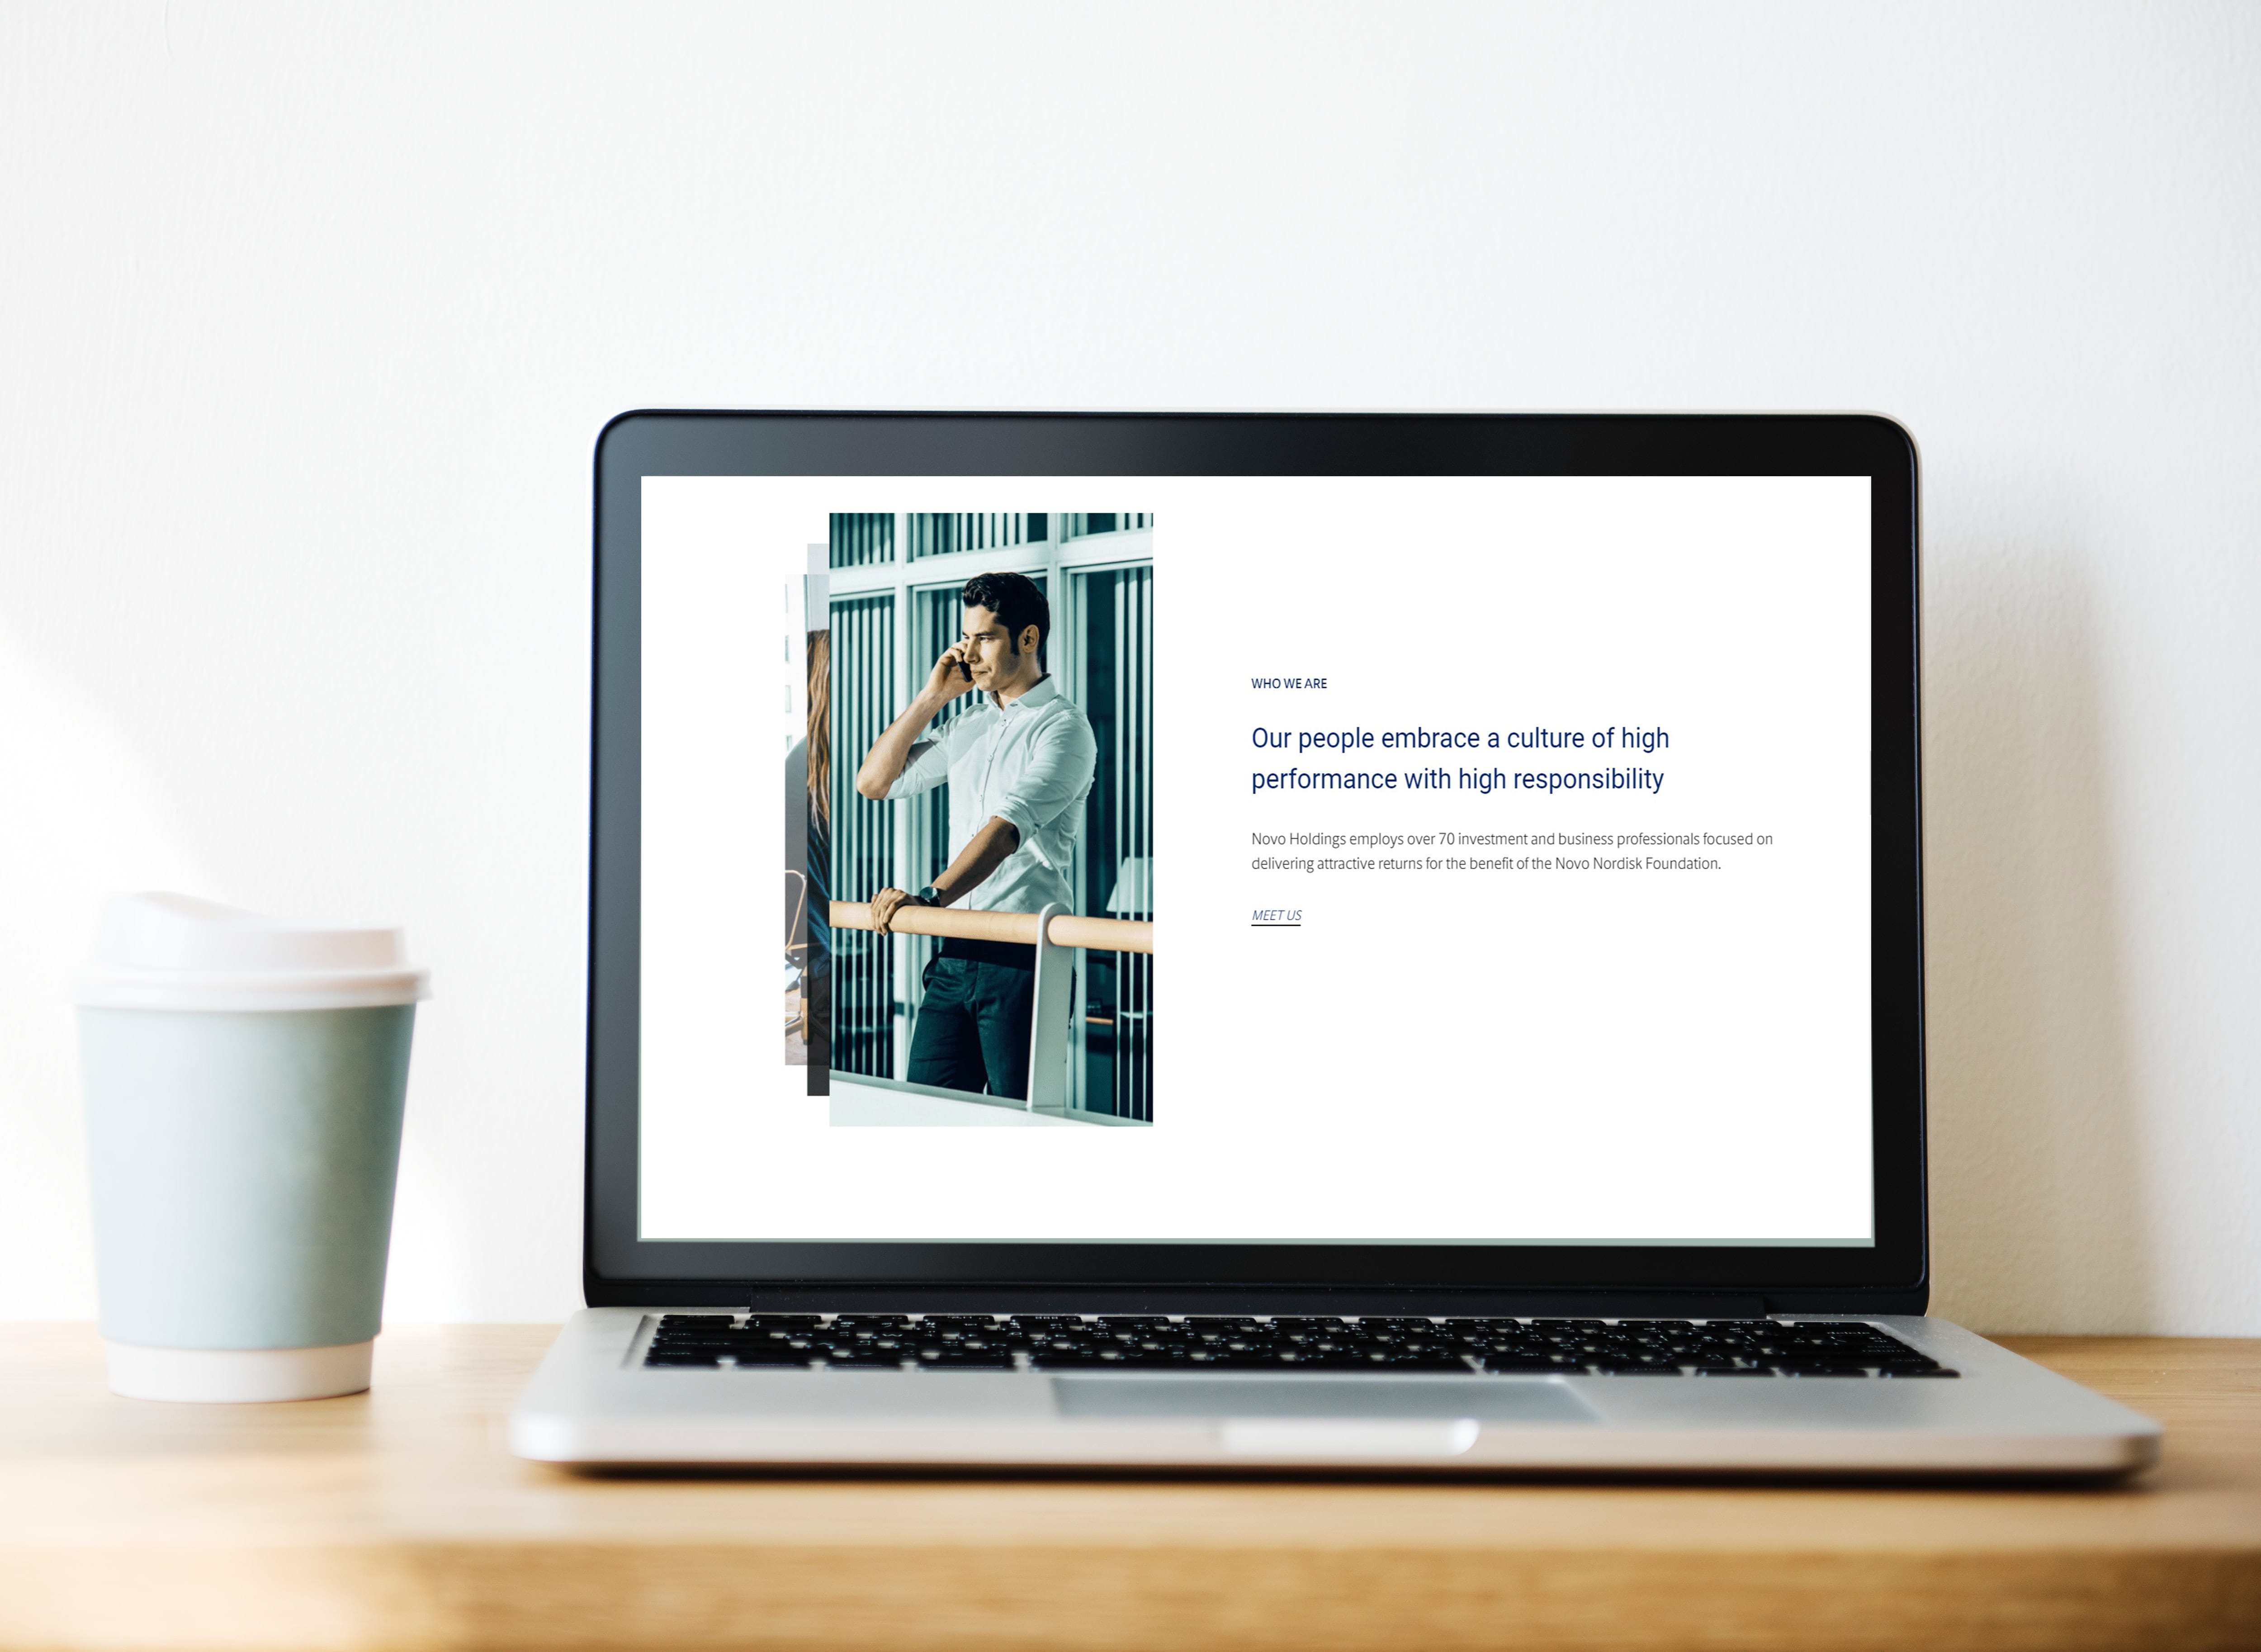 WHO WE ARE
Our people embrace a culture of high
performance with high responsibility
Novo Holdings employs over 70 investment and business professionals focused on
delivering attractive returns for the benefit of the Novo Nordisk Foundation.
MEET US